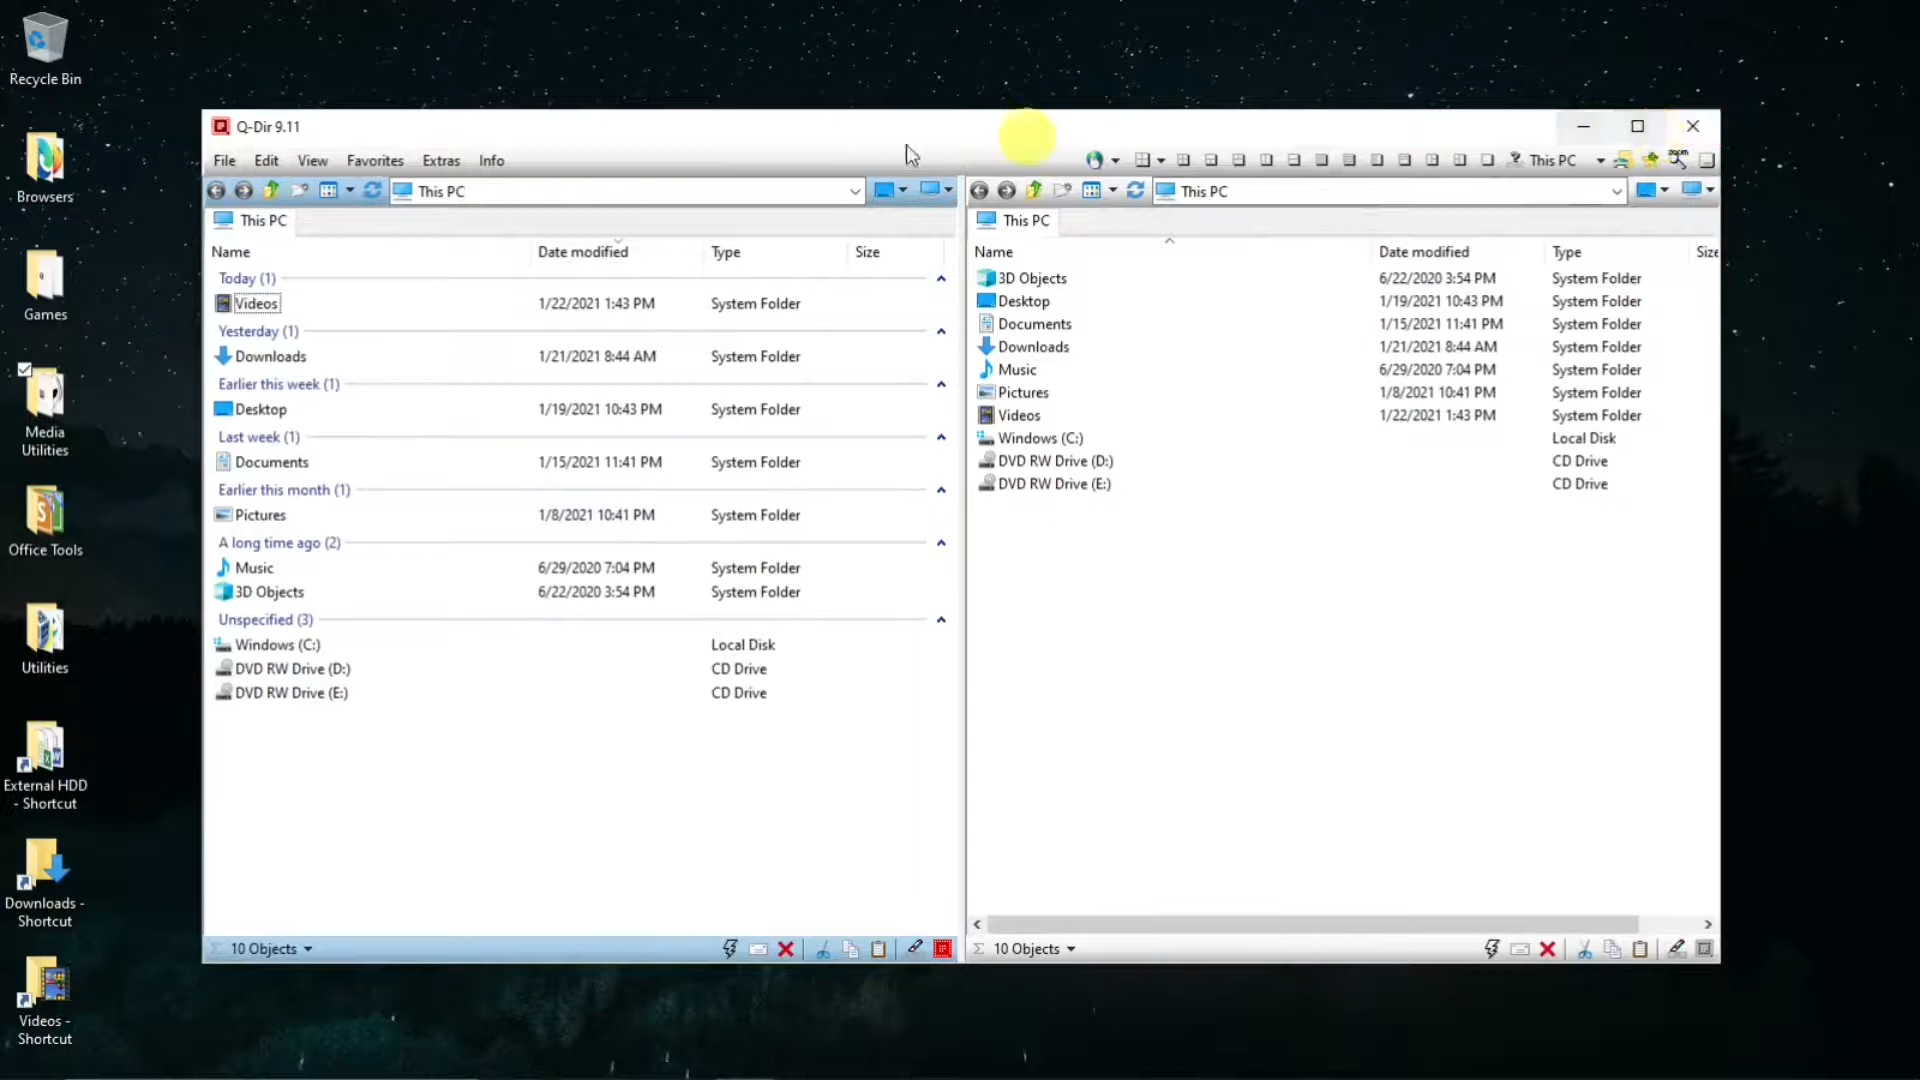 Recycle Bin
Browsers
Games
Media
Utilities
Office Tools
Utilities
External HDD
- Shortcut
Downloads -
Shortcut
Videos -
Shortcut
Q-Dir 9.11
File Edit View Favorites Extras Info
This PC
zoom
This PC
This PC
Name Date modified Type Size
Today (1)
Videos 1/22/2021 1:43 PM System Folder
Yesterday (1)
Downloads 1/21/2021 8:44 AM System Folder
Earlier this week (1)
Desktop 1/19/2021 10:43 PM System Folder
Last week (1)
Documents 1/15/2021 11:41 PM System Folder
Earlier this month (1)
Pictures 1/8/2021 10:41 PM System Folder
A long time ago (2)
Music 6/29/2020 7:04 PM System Folder
3D Objects 6/22/2020 3:54 PM System Folder
Unspecified (3)
Windows (C:) Local Disk
DVD RW Drive (D:) CD Drive
DVD RW Drive (E:) CD Drive
10 Objects
This PC
This PC
Name Date modified Type Size
3D Objects 6/22/2020 3:54 PM System Folder
Desktop 1/19/2021 10:43 PM System Folder
Documents 1/15/2021 11:41 PM System Folder
Downloads 1/21/2021 8:44 AM System Folder
Music 6/29/2020 7:04 PM System Folder
Pictures 1/8/2021 10:41 PM System Folder
Videos 1/22/2021 1:43 PM System Folder
Windows (C:) Local Disk
DVD RW Drive (D:) CD Drive
DVD RW Drive (E:) CD Drive
10 Objects